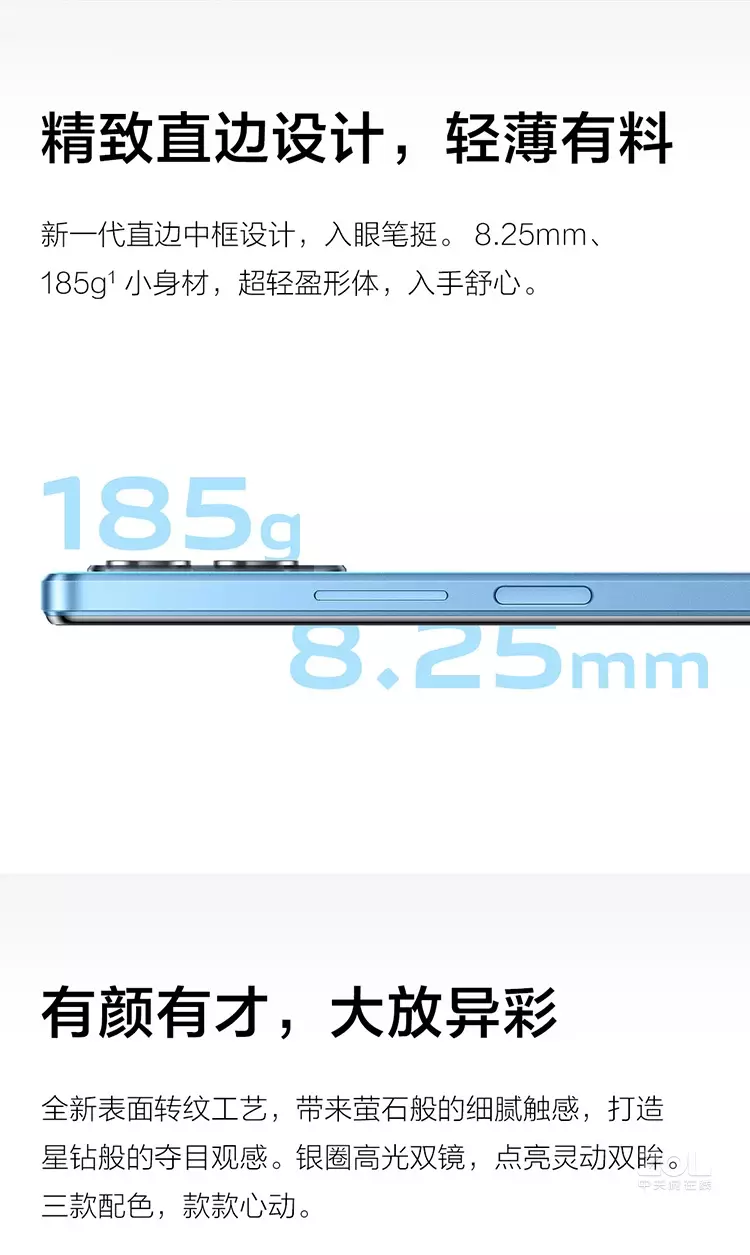 精致直边设计，轻薄有料
新一代直边中框设计，入眼笔挺。8.25mm、
185g¹ 小身材，超轻盈形体，入手舒心。
185g
8.25mm
有颜有才，大放异彩
全新表面转纹工艺，带来萤石般的细腻触感，打造
星钻般的夺目观感。银圈高光双镜，点亮灵动双眸。
三款配色，款款心动。